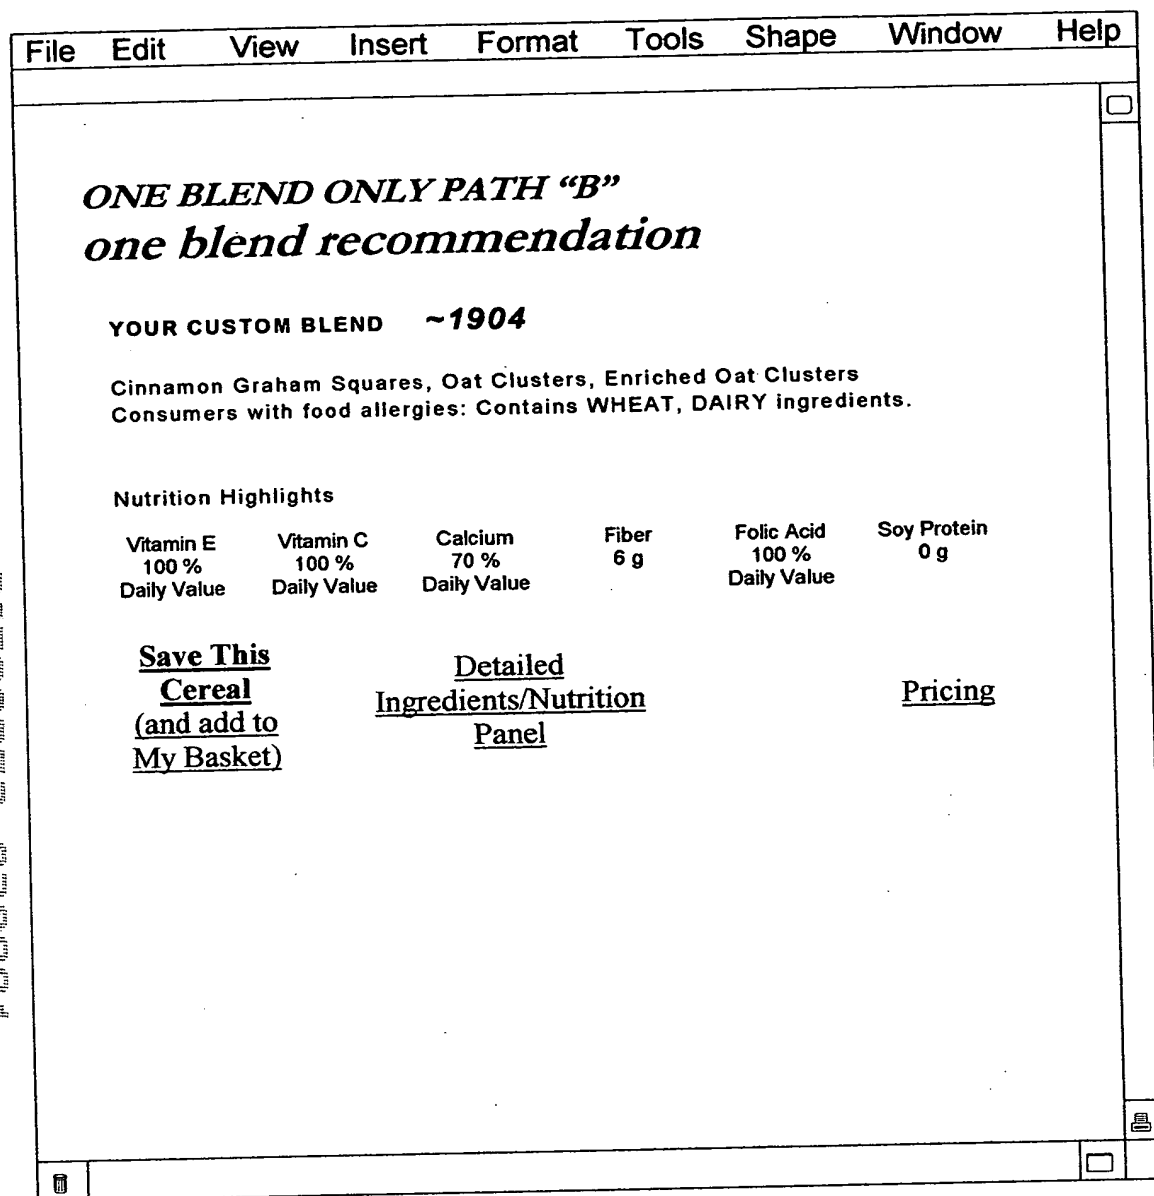 File Edit View Insert Format Tools Shape Window Help
ONE BLEND ONLY PATH “B”
one blend recommendation
YOUR CUSTOM BLEND ~1904
Cinnamon Graham Squares, Oat Clusters, Enriched Oat Clusters
Consumers with food allergies: Contains WHEAT, DAIRY ingredients.
Nutrition Highlights
Vitamin E Vitamin C Calcium Fiber Folic Acid Soy Protein
100 % 100 % 70 % 6 g 100 % 0 g
Daily Value Daily Value Daily Value Daily Value
Save This
Cereal
(and add to
My Basket)
Detailed
Ingredients/Nutrition
Panel
Pricing